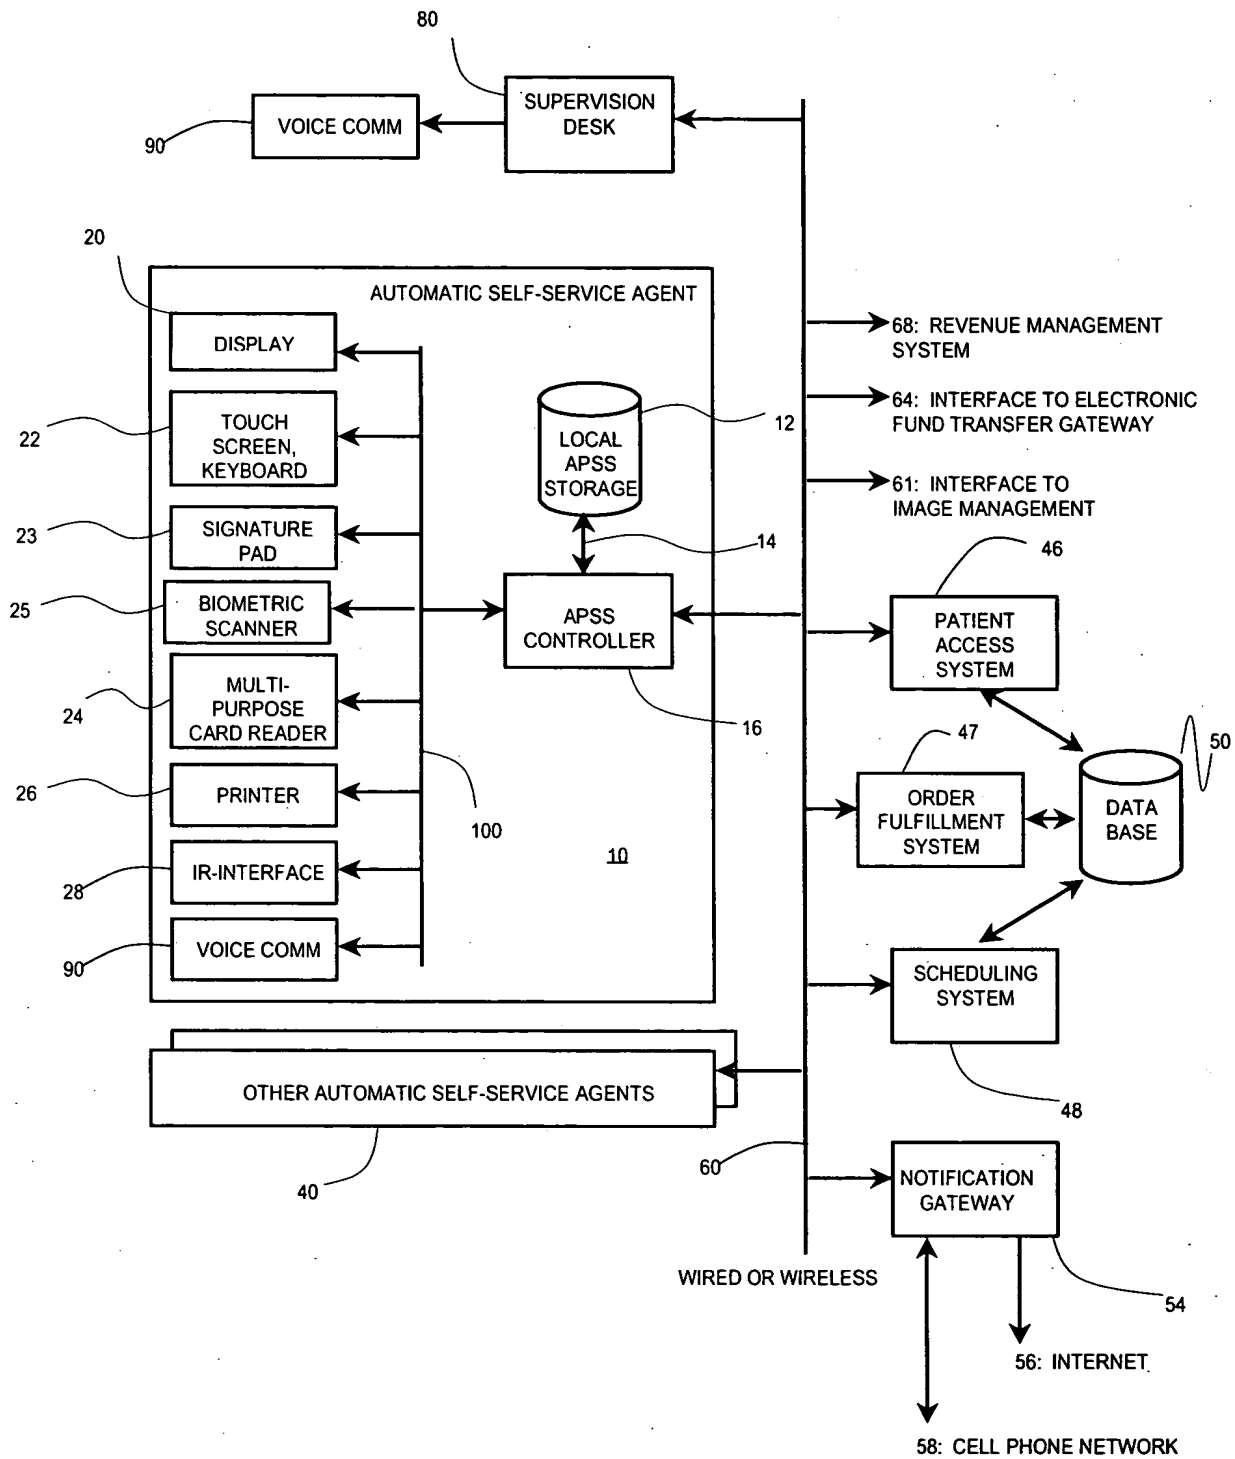 80
SUPERVISION
DESK
VOICE COMM
90
20
AUTOMATIC SELF-SERVICE AGENT
DISPLAY
22
TOUCH
SCREEN,
KEYBOARD
23
SIGNATURE
PAD
25
BIOMETRIC
SCANNER
24
MULTI-
PURPOSE
CARD READER
26
PRINTER
28
IR-INTERFACE
90
VOICE COMM
100
10
LOCAL
APSS
STORAGE
12
14
APSS
CONTROLLER
16
68: REVENUE MANAGEMENT
SYSTEM
64: INTERFACE TO ELECTRONIC
FUND TRANSFER GATEWAY
61: INTERFACE TO
IMAGE MANAGEMENT
46
PATIENT
ACCESS
SYSTEM
47
ORDER
FULFILLMENT
SYSTEM
50
DATA
BASE
SCHEDULING
SYSTEM
48
OTHER AUTOMATIC SELF-SERVICE AGENTS
40
60
NOTIFICATION
GATEWAY
54
WIRED OR WIRELESS
56: INTERNET
58: CELL PHONE NETWORK